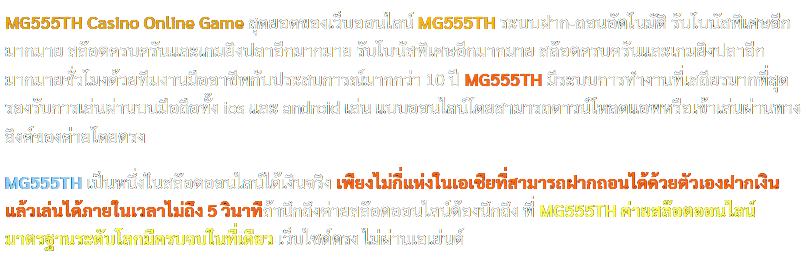 MG555TH Casino Online Game สุดยอดของเว็บออนไลน์ MG555TH ระบบฝาก-ถอนอัตโนมัติ รับโบนัสพิเศษอีก
มากมาย สล็อตครบครันและเกมยิงปลาอีกมากมาย รับโบนัสพิเศษอีกมากมาย สล็อตครบครันและเกมยิงปลาอีก
มากมายชั่วโมงด้วยทีมงานมืออาชีพกับประสบการณ์มากกว่า 10 ปี MG555TH มีระบบการทำงานที่เสถียรมากที่สุด
รองรับการเล่นผ่านบนมือถือทั้ง ios และ android เล่น แบบออนไลน์โดยสามารถดาวน์โหลดแอพหรือเข้าเล่นผ่านทาง
ลิงค์ของค่ายโดยตรง
MG555TH เป็นหนึ่งในสล๊อตออนไลน์ได้เงินจริง เพียงไม่กี่แห่งในเอเชียที่สามารถฝากถอนได้ด้วยตัวเองฝากเงิน
แล้วเล่นได้ภายในเวลาไม่ถึง 5 วินาทีถ้านึกถึงค่ายสล๊อตออนไลน์ต้องนึกถึง ที่ MG555TH ค่ายสล๊อตออนไลน์
มาตรฐานระดับโลกมีครบจบในที่เดียว เว็บไซต์ตรง ไม่ผ่านเอเย่นต์